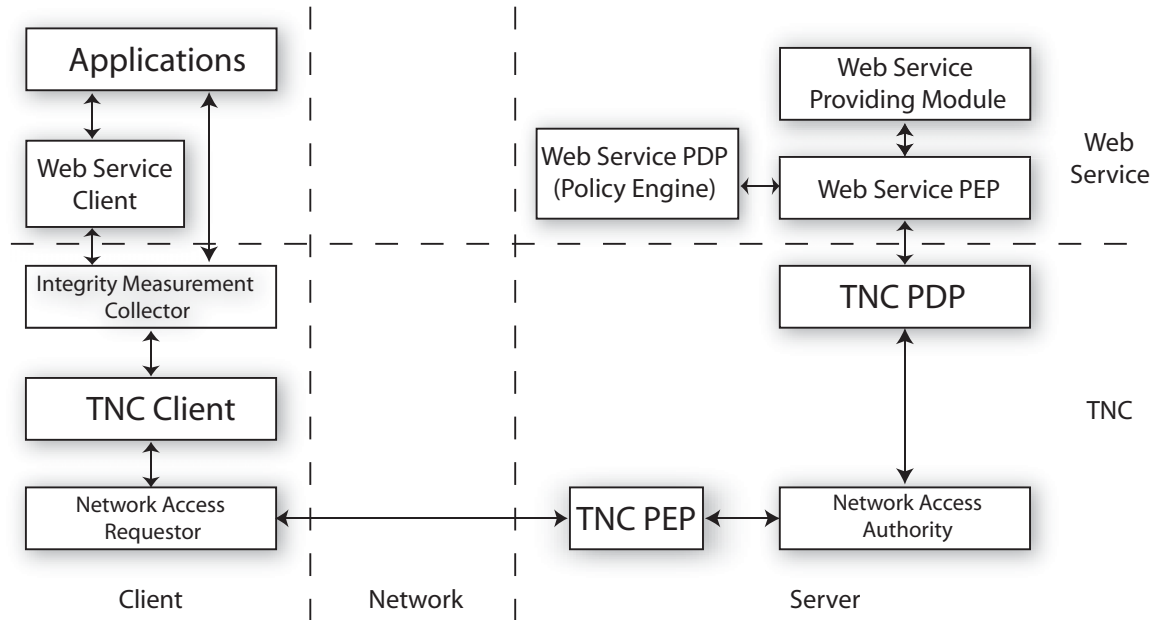 Applications
Web Service
Client
Integrity Measurement
Collector
TNC Client
Network Access
Requestor
Web Service
Providing Module
Web Service PDP
(Policy Engine)
Web Service PEP
Web
Service
TNC PDP
TNC
TNC PEP
Network Access
Authority
Client
Network
Server